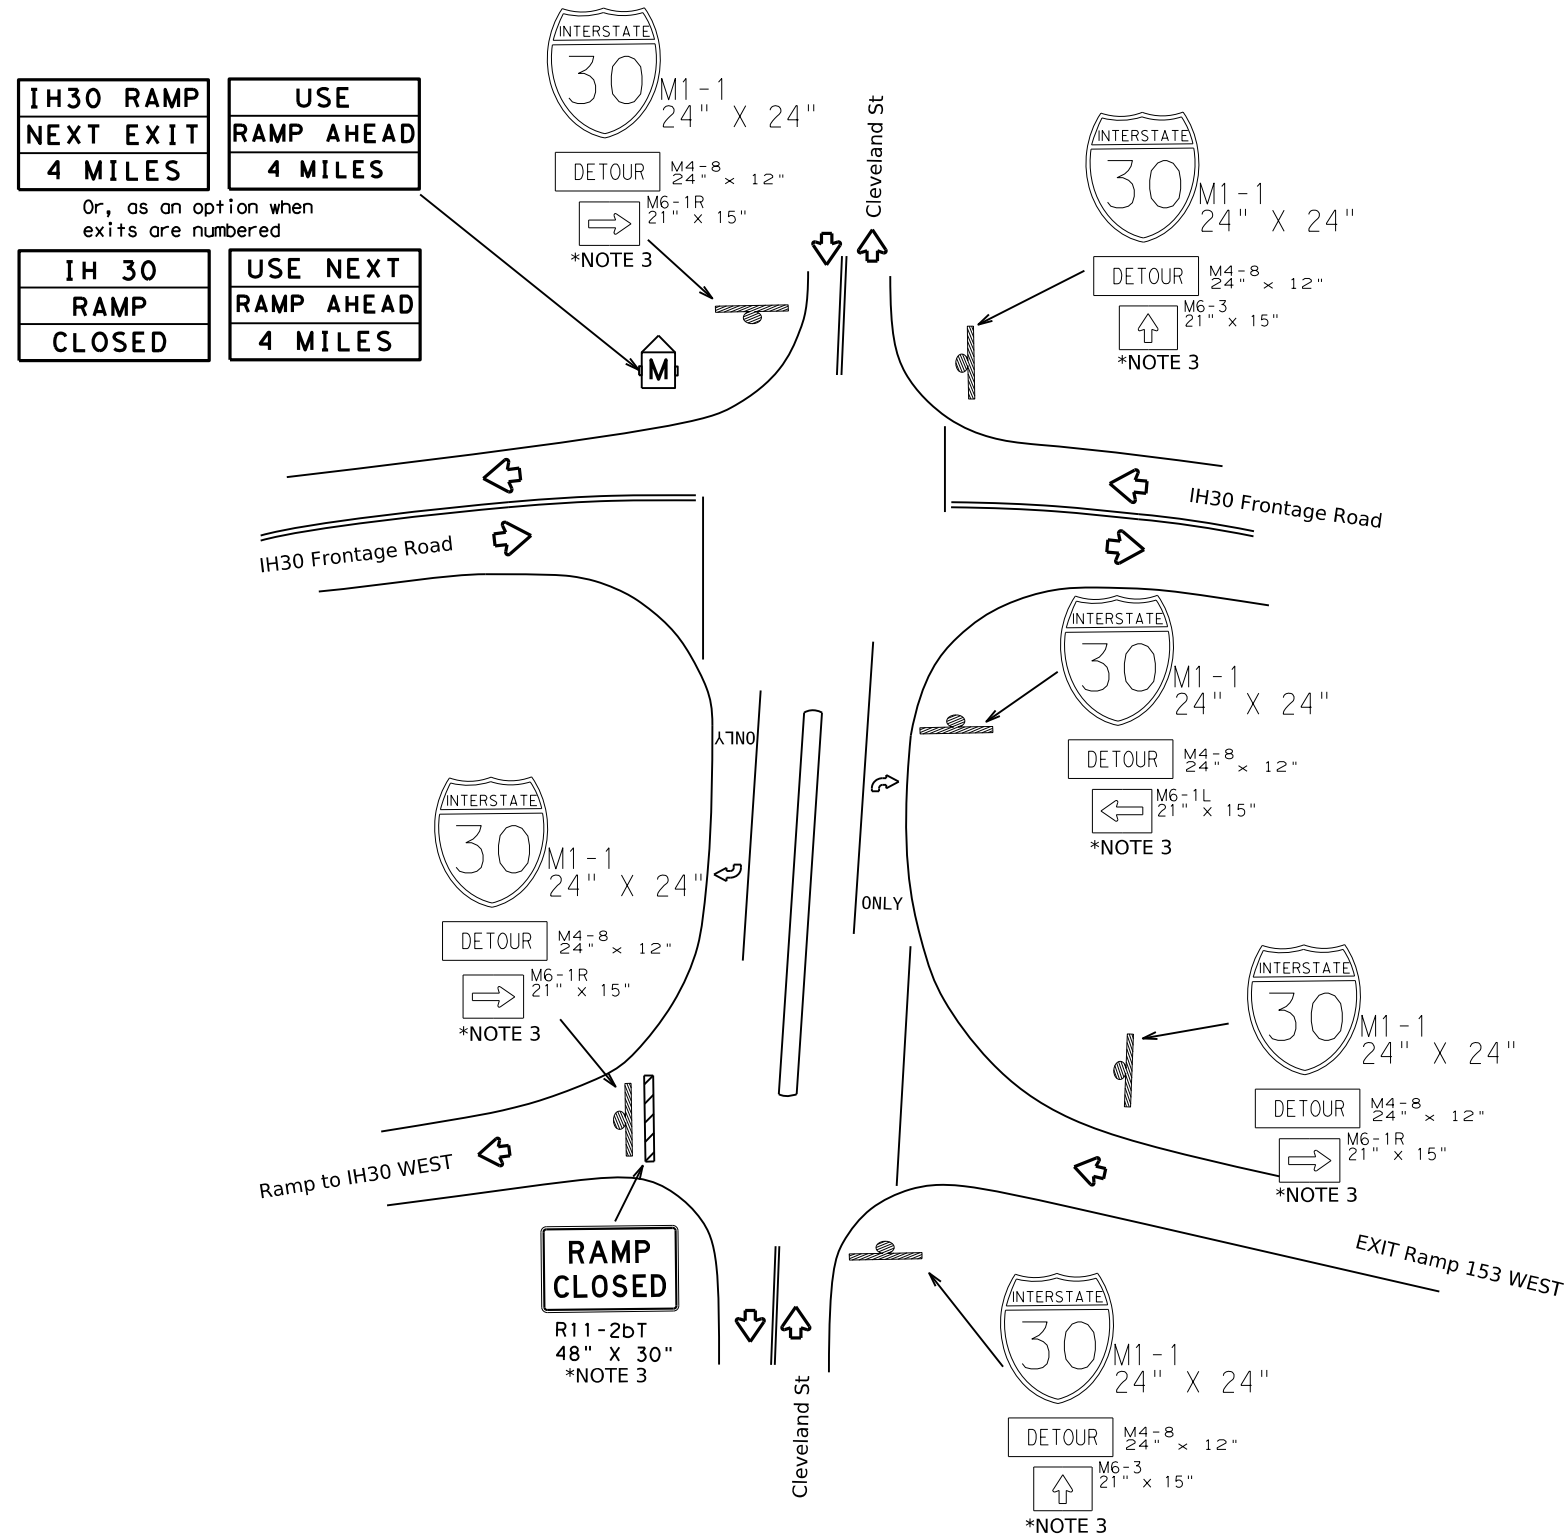 IH30 RAMP
NEXT EXIT
4 MILES
USE
RAMP AHEAD
4 MILES
Or, as an option when
exits are numbered
IH 30
RAMP
CLOSED
USE NEXT
RAMP AHEAD
4 MILES
INTERSTATE
30
M1-1
24" X 24"
DETOUR
M4-8
24" x 12"
M6-1R
21" x 15"
*NOTE 3
Cleveland St
INTERSTATE
30
M1-1
24" X 24"
DETOUR
M4-8
24" x 12"
M6-3
21" x 15"
*NOTE 3
M
IH30 Frontage Road
IH30 Frontage Road
INTERSTATE
30
M1-1
24" X 24"
DETOUR
M4-8
24" x 12"
M6-1L
21" x 15"
*NOTE 3
ONLY
ONLY
INTERSTATE
30
M1-1
24" X 24"
DETOUR
M4-8
24" x 12"
M6-1R
21" x 15"
*NOTE 3
INTERSTATE
30
M1-1
24" X 24"
DETOUR
M4-8
24" x 12"
M6-1R
21" x 15"
*NOTE 3
Ramp to IH30 WEST
EXIT Ramp 153 WEST
RAMP
CLOSED
R11-2bT
48" X 30"
*NOTE 3
Cleveland St
INTERSTATE
30
M1-1
24" X 24"
DETOUR
M4-8
24" x 12"
M6-3
21" x 15"
*NOTE 3